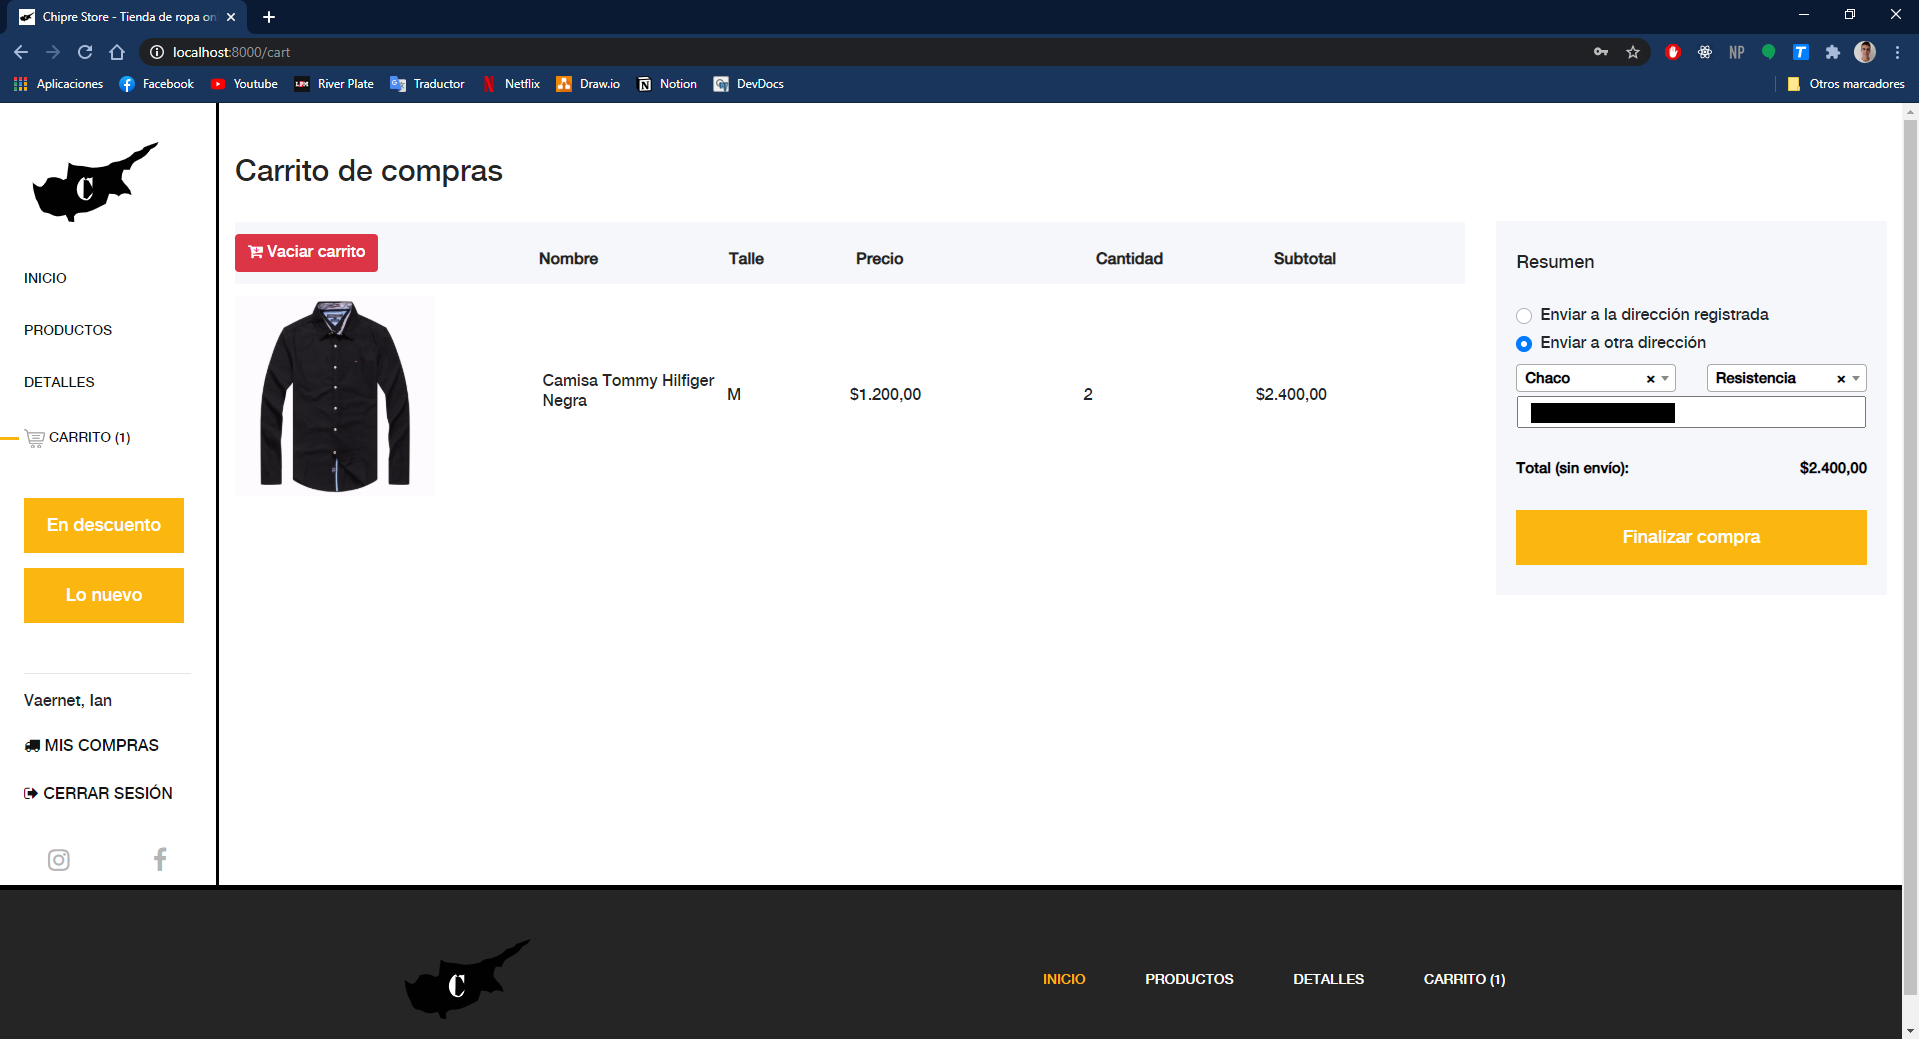 Chipre Store - Tienda de ropa on
localhost:8000/cart
NP
T
Aplicaciones
Facebook
Youtube
River Plate
Traductor
Netflix
Draw.io
Notion
DevDocs
Otros marcadores
C
INICIO
PRODUCTOS
DETALLES
CARRITO (1)
En descuento
Lo nuevo
Vaernet, Ian
MIS COMPRAS
CERRAR SESIÓN
Carrito de compras
Vaciar carrito
Nombre Talle Precio Cantidad Subtotal
Camisa Tommy Hilfiger
Negra
M $1.200,00 2 $2.400,00
Resumen
Enviar a la dirección registrada
Enviar a otra dirección
Chaco × Resistencia ×
Total (sin envío): $2.400,00
Finalizar compra
C
INICIO PRODUCTOS DETALLES CARRITO (1)